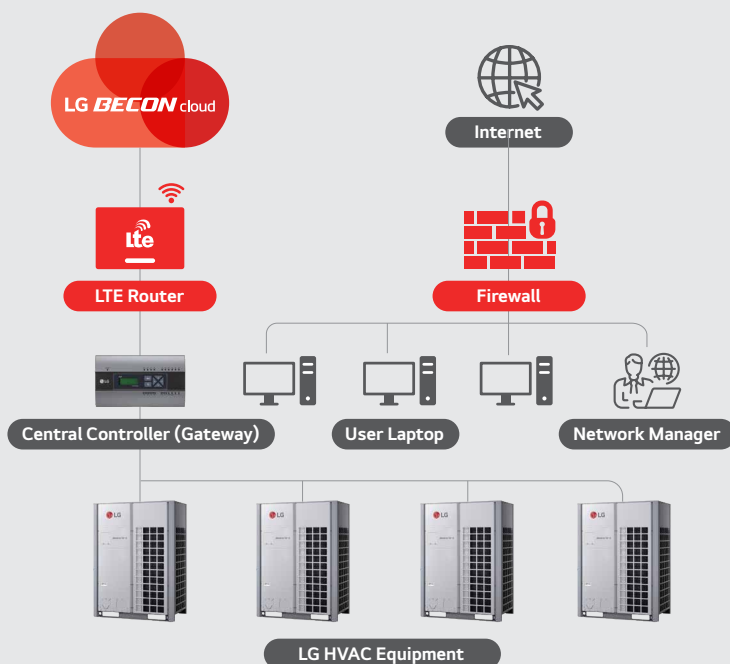 LG BECON cloud
Internet
Lte
LTE Router
Firewall
Central Controller (Gateway)
User Laptop
Network Manager
LG
LG
LG
LG
LG
LG HVAC Equipment